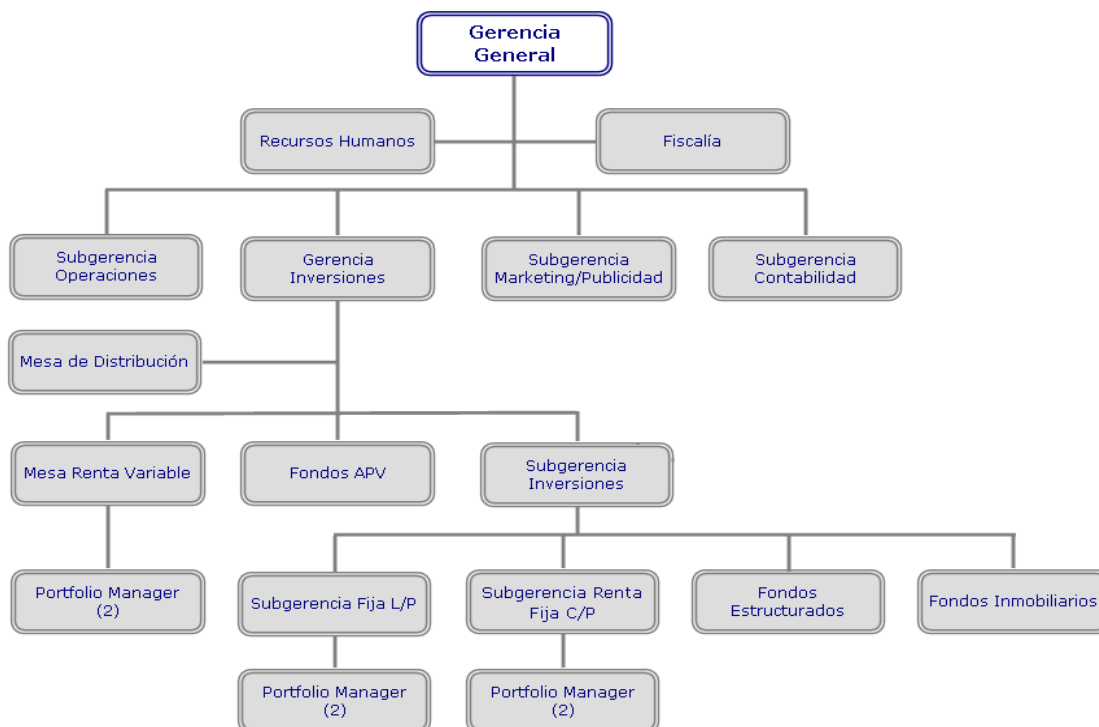 Gerencia
General
Recursos Humanos
Fiscalía
Subgerencia
Operaciones
Gerencia
Inversiones
Subgerencia
Marketing/Publicidad
Subgerencia
Contabilidad
Mesa de Distribución
Mesa Renta Variable
Fondos APV
Subgerencia
Inversiones
Portfolio Manager
(2)
Subgerencia Fija L/P
Subgerencia Renta
Fija C/P
Fondos
Estructurados
Fondos Inmobiliarios
Portfolio Manager
(2)
Portfolio Manager
(2)